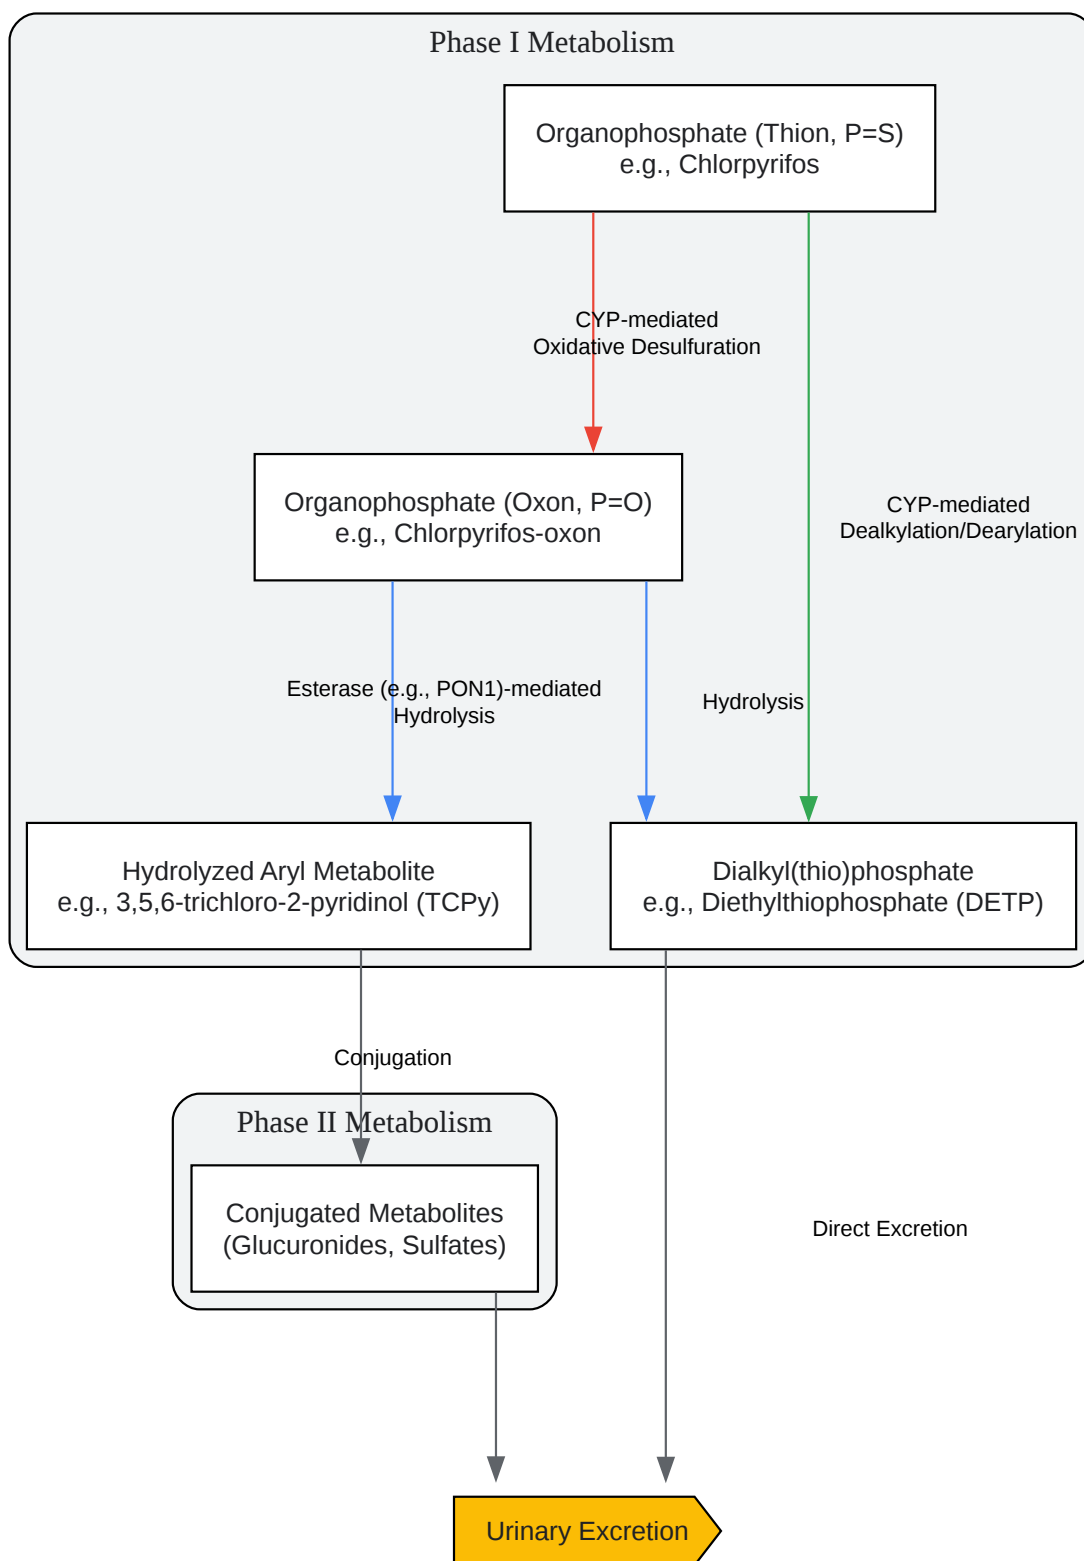 Phase I Metabolism
Organophosphate (Thion, P=S)
e.g., Chlorpyrifos
CYP-mediated
Oxidative Desulfuration
Organophosphate (Oxon, P=O)
e.g., Chlorpyrifos-oxon
CYP-mediated
Dealkylation/Dearylation
Esterase (e.g., PON1)-mediated
Hydrolysis
Hydrolysis
Hydrolyzed Aryl Metabolite
e.g., 3,5,6-trichloro-2-pyridinol (TCPy)
Dialkyl(thio)phosphate
e.g., Diethylthiophosphate (DETP)
Conjugation
Phase II Metabolism
Conjugated Metabolites
(Glucuronides, Sulfates)
Direct Excretion
Urinary Excretion